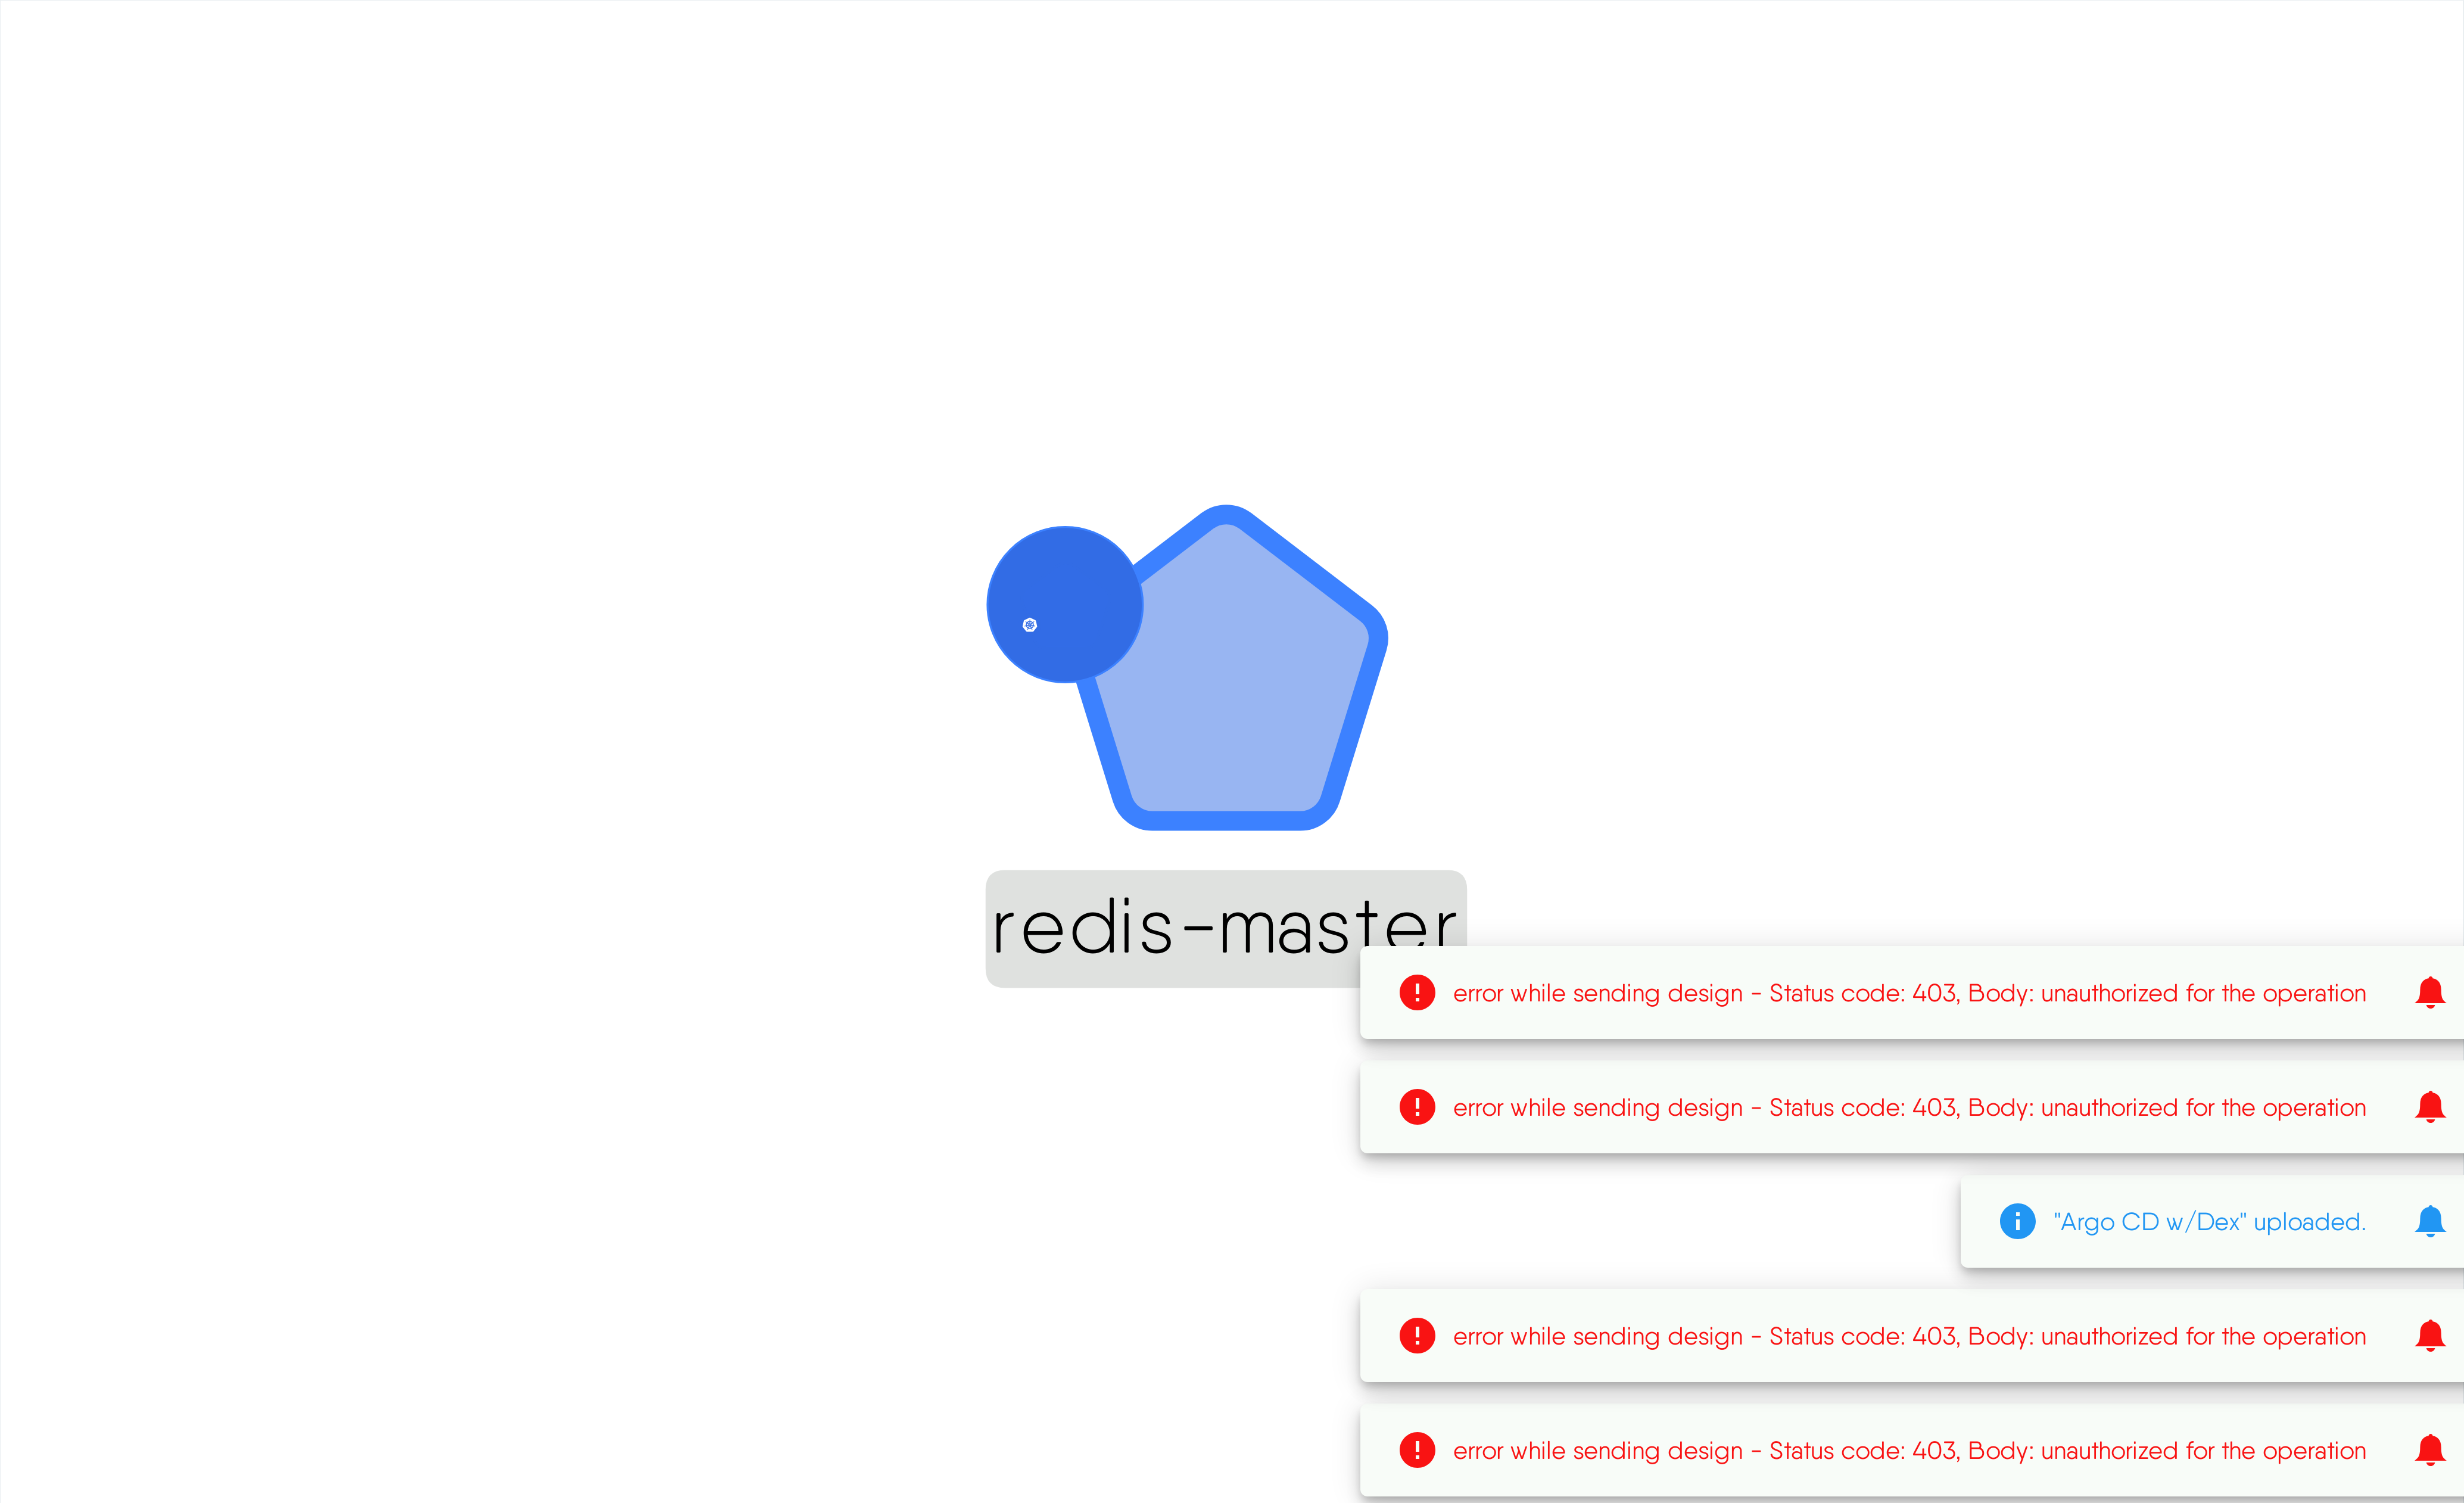 redis-master
error while sending design - Status code: 403, Body: unauthorized for the operation
error while sending design - Status code: 403, Body: unauthorized for the operation
"Argo CD w/Dex" uploaded.
error while sending design - Status code: 403, Body: unauthorized for the operation
error while sending design - Status code: 403, Body: unauthorized for the operation